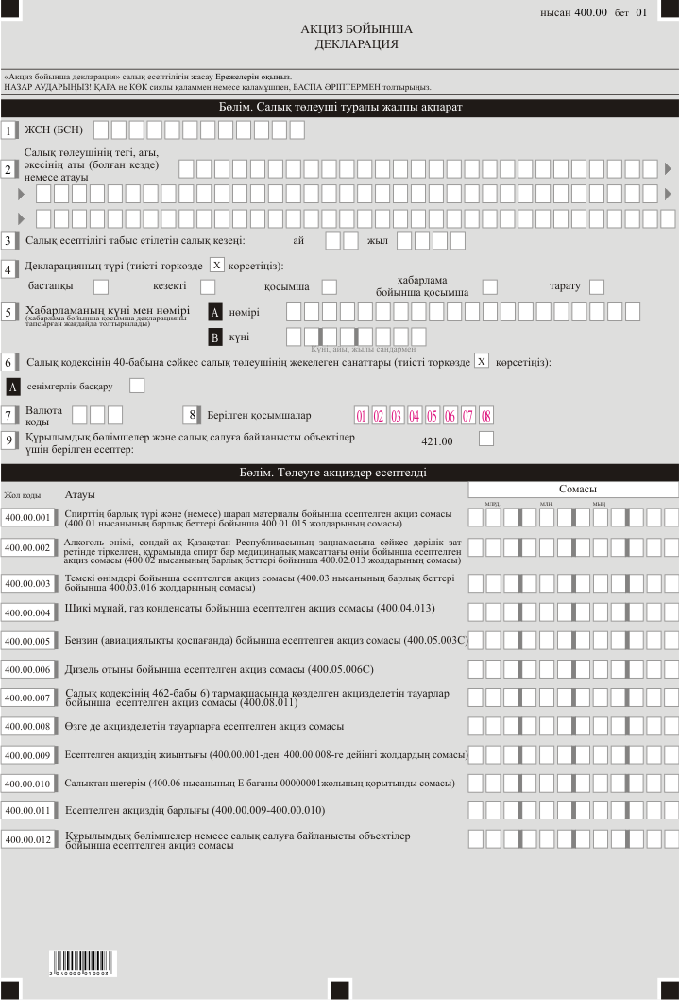 нысан 400.00 бет 01
АКЦИЗ БОЙЫНША
ДЕКЛАРАЦИЯ
«Акциз бойынша декларация» салық есептілігін жасау Ережелерін оқыңыз.
НАЗАР АУДАРЫҢЫЗ! ҚАРА не КӨК сиялы қаламмен немесе қаламұшпен, БАСПА ӘРІПТЕРМЕН толтырыңыз.
Бөлім. Салық төлеуші туралы жалпы ақпарат
1 ЖСН (БСН)
Салық төлеушінің тегі, аты,
2 әкесінің аты (болған кезде)
немесе атауы
3 Салық есептілігі табыс етілетін салық кезеңі: ай жыл
4 Декларацияның түрі (тиісті торкөзде X көрсетіңіз):
бастапқы кезекті қосымша хабарлама бойынша қосымша тарату
5 Хабарламаның күні мен нөмірі A нөмірі
(хабарлама бойынша қосымша декларацияны
тапсырған жағдайда толтырылады)
B күні
Күні, айы, жылы сандармен
6 Салық кодексінің 40-бабына сәйкес салық төлеушінің жекелеген санаттары (тиісті торкөзде X көрсетіңіз):
A сенімгерлік басқару
7 Валюта коды 8 Берілген қосымшалар 01 02 03 04 05 06 07 08
9 Құрылымдық бөлімшелер және салық салуға байланысты объектілер
үшін берілген есептер: 421.00
Бөлім. Төлеуге акциздер есептелді
Жол коды Атауы Сомасы
млрд млн. мың
400.00.001 Спирттің барлық түрі және (немесе) шарап материалы бойынша есептелген акциз сомасы
(400.01 нысанының барлық беттері бойынша 400.01.015 жолдарының сомасы)
400.00.002 Алкоголь өнімі, сондай-ақ Қазақстан Республикасының заңнамасына сәйкес дәрілік зат
ретінде тіркелген, құрамында спирт бар медициналық мақсаттағы өнім бойынша есептелген
акциз сомасы (400.02 нысанының барлық беттері бойынша 400.02.013 жолдарының сомасы)
400.00.003 Темекі өнімдері бойынша есептелген акциз сомасы (400.03 нысанының барлық беттері
бойынша 400.03.016 жолдарының сомасы)
400.00.004 Шикі мұнай, газ конденсаты бойынша есептелген акциз сомасы (400.04.013)
400.00.005 Бензин (авиациялықты қоспағанда) бойынша есептелген акциз сомасы (400.05.003С)
400.00.006 Дизель отыны бойынша есептелген акциз сомасы (400.05.006С)
400.00.007 Салық кодексінің 462-бабы 6) тармақшасында көзделген акцизделетін тауарлар
бойынша есептелген акциз сомасы (400.08.011)
400.00.008 Өзге де акцизделетін тауарларға есептелген акциз сомасы
400.00.009 Есептелген акциздің жиынтығы (400.00.001-ден 400.00.008-ге дейінгі жолдардың сомасы)
400.00.010 Салықтан шегерім (400.06 нысанының Е бағаны 00000001жолының қорытынды сомасы)
400.00.011 Есептелген акциздің барлығы (400.00.009-400.00.010)
400.00.012 Құрылымдық бөлімшелер немесе салық салуға байланысты объектілер
бойынша есептелген акциз сомасы
2 040000 010003